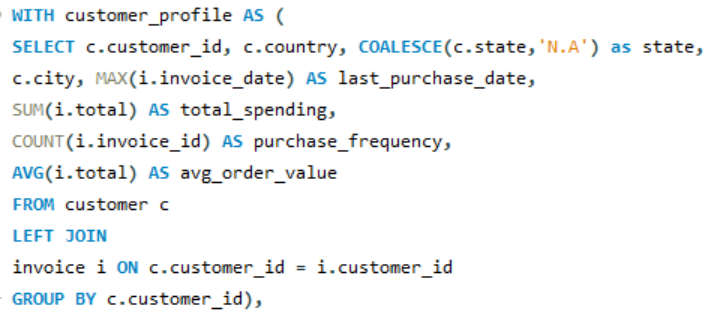 WITH customer_profile AS (
SELECT c.customer_id, c.country, COALESCE(c.state,'N.A') as state,
c.city, MAX(i.invoice_date) AS last_purchase_date,
SUM(i.total) AS total_spending,
COUNT(i.invoice_id) AS purchase_frequency,
AVG(i.total) AS avg_order_value
FROM customer c
LEFT JOIN
invoice i ON c.customer_id = i.customer_id
GROUP BY c.customer_id),